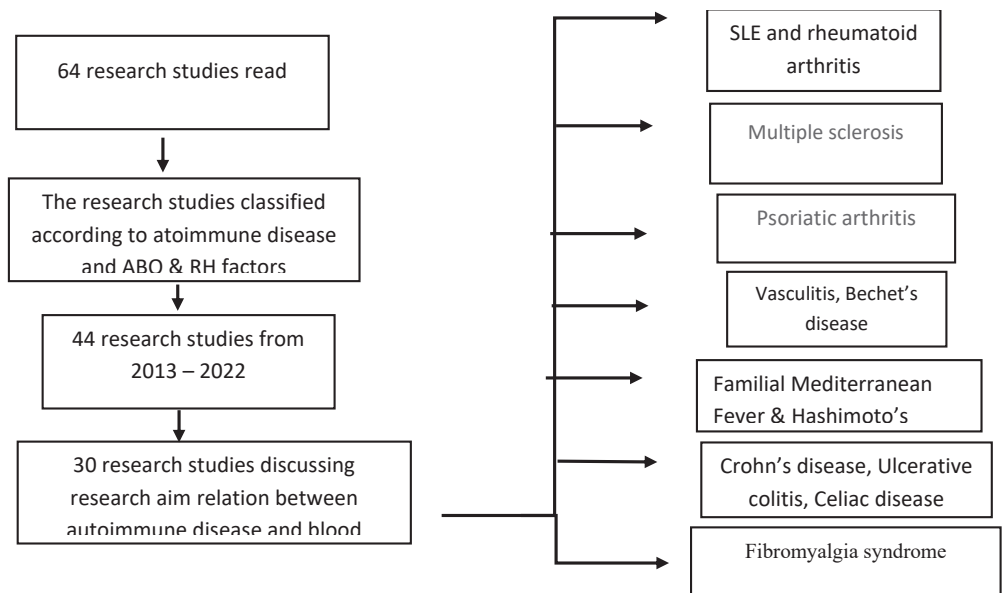 64 research studies read
The research studies classified
according to atoimmune disease
and ABO & RH factors
44 research studies from
2013 – 2022
30 research studies discussing
research aim relation between
autoimmune disease and blood
SLE and rheumatoid
arthritis
Multiple sclerosis
Psoriatic arthritis
Vasculitis, Bechet's
disease
Familial Mediterranean
Fever & Hashimoto's
Crohn's disease, Ulcerative
colitis, Celiac disease
Fibromyalgia syndrome